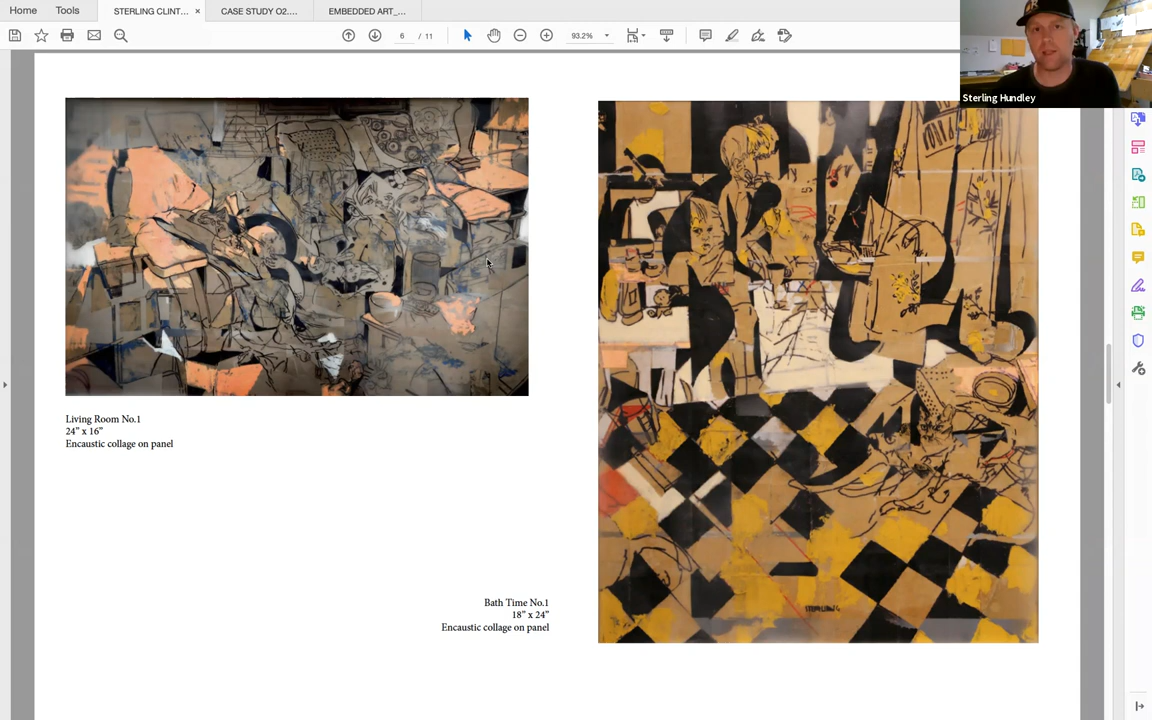 Home
Tools
STERLING CLINT...
CASE STUDY O2....
EMBEDDED ART_...
6 / 11
93.2%
Sterling Hundley
Living Room No.1
24” x 16”
Encaustic collage on panel
Bath Time No.1
18” x 24”
Encaustic collage on panel